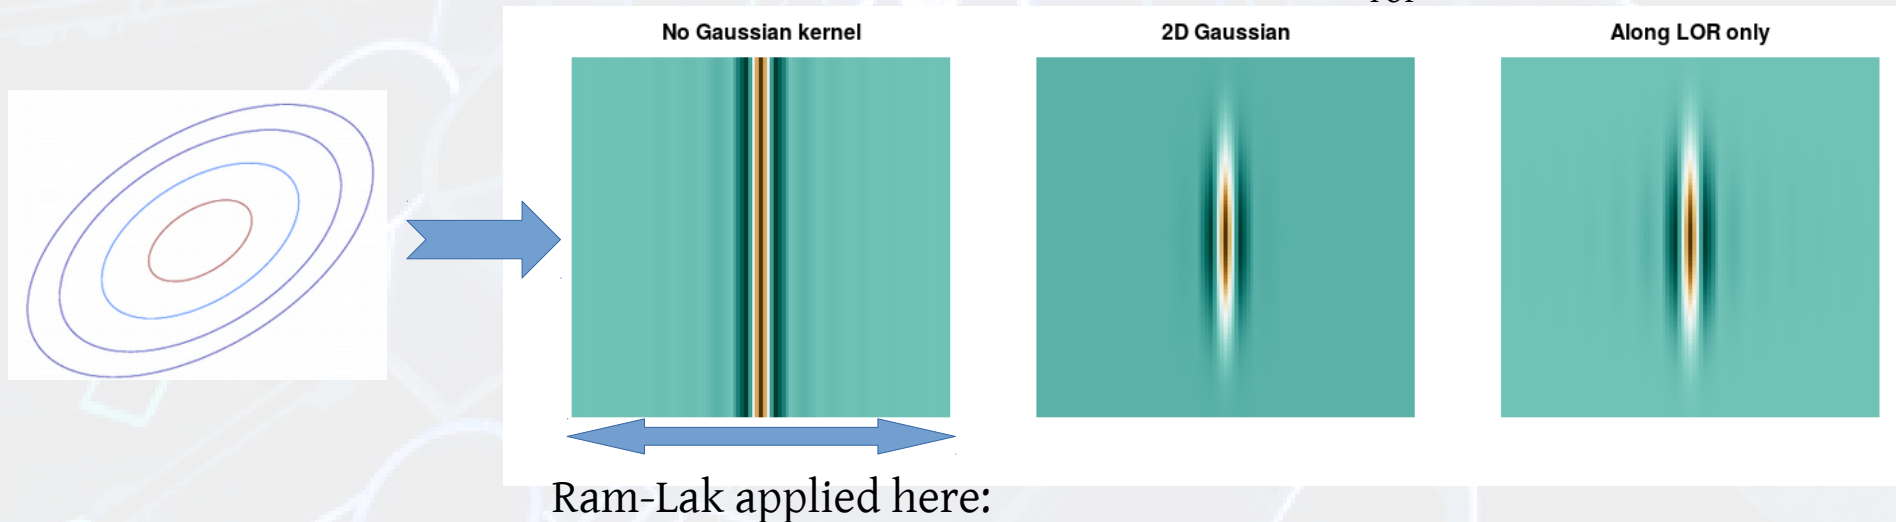 No Gaussian kernel
2D Gaussian
Along LOR only
Ram-Lak applied here: